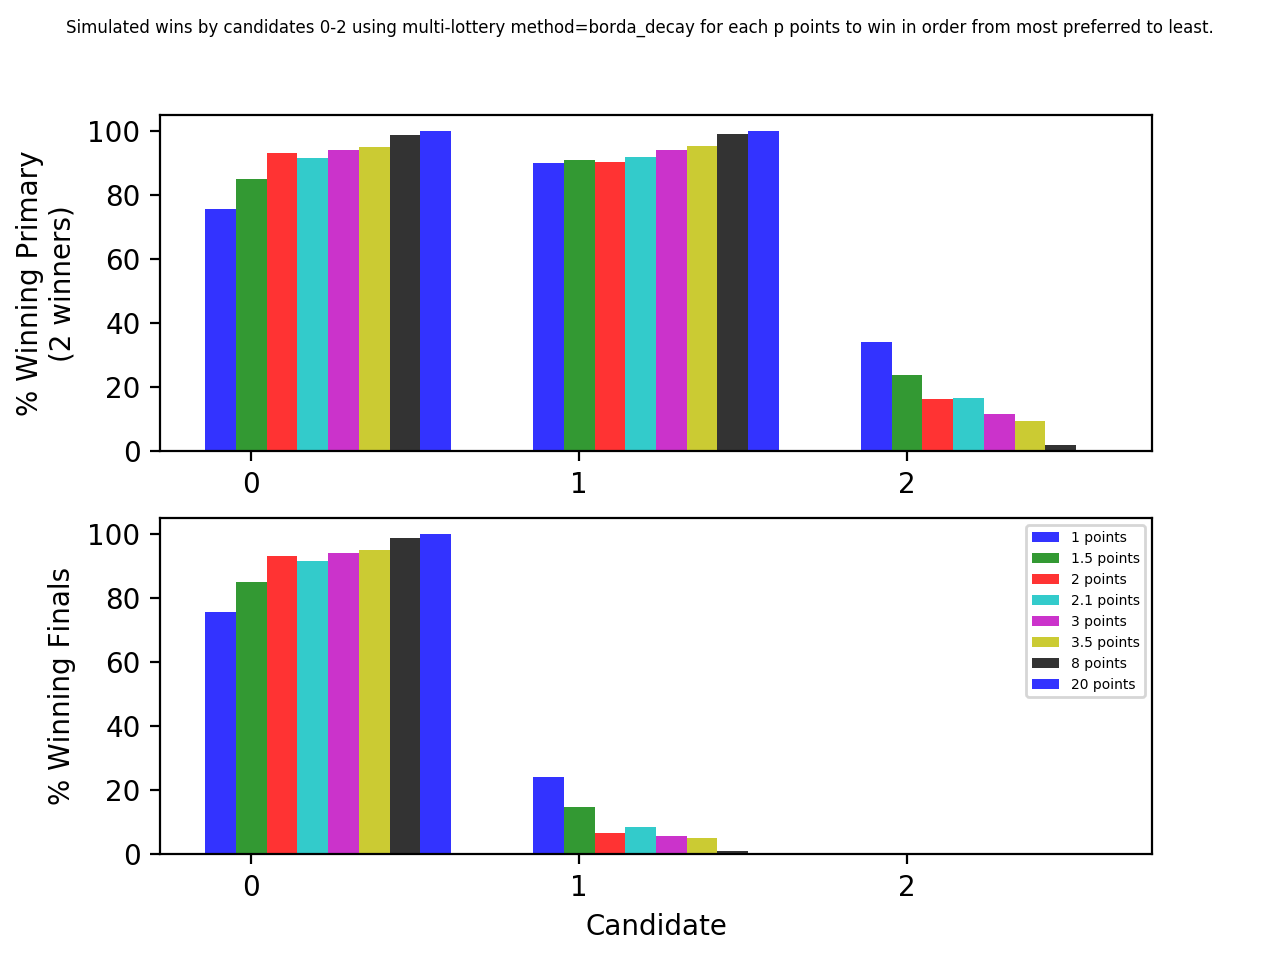 Simulated wins by candidates 0-2 using multi-lottery method=borda_decay for each p points to win in order from most preferred to least.
% Winning Primary
(2 winners)
100
80
60
40
20
0
0 1 2
% Winning Finals
100
80
60
40
20
0
0 1 2
Candidate
1 points
1.5 points
2 points
2.1 points
3 points
3.5 points
8 points
20 points